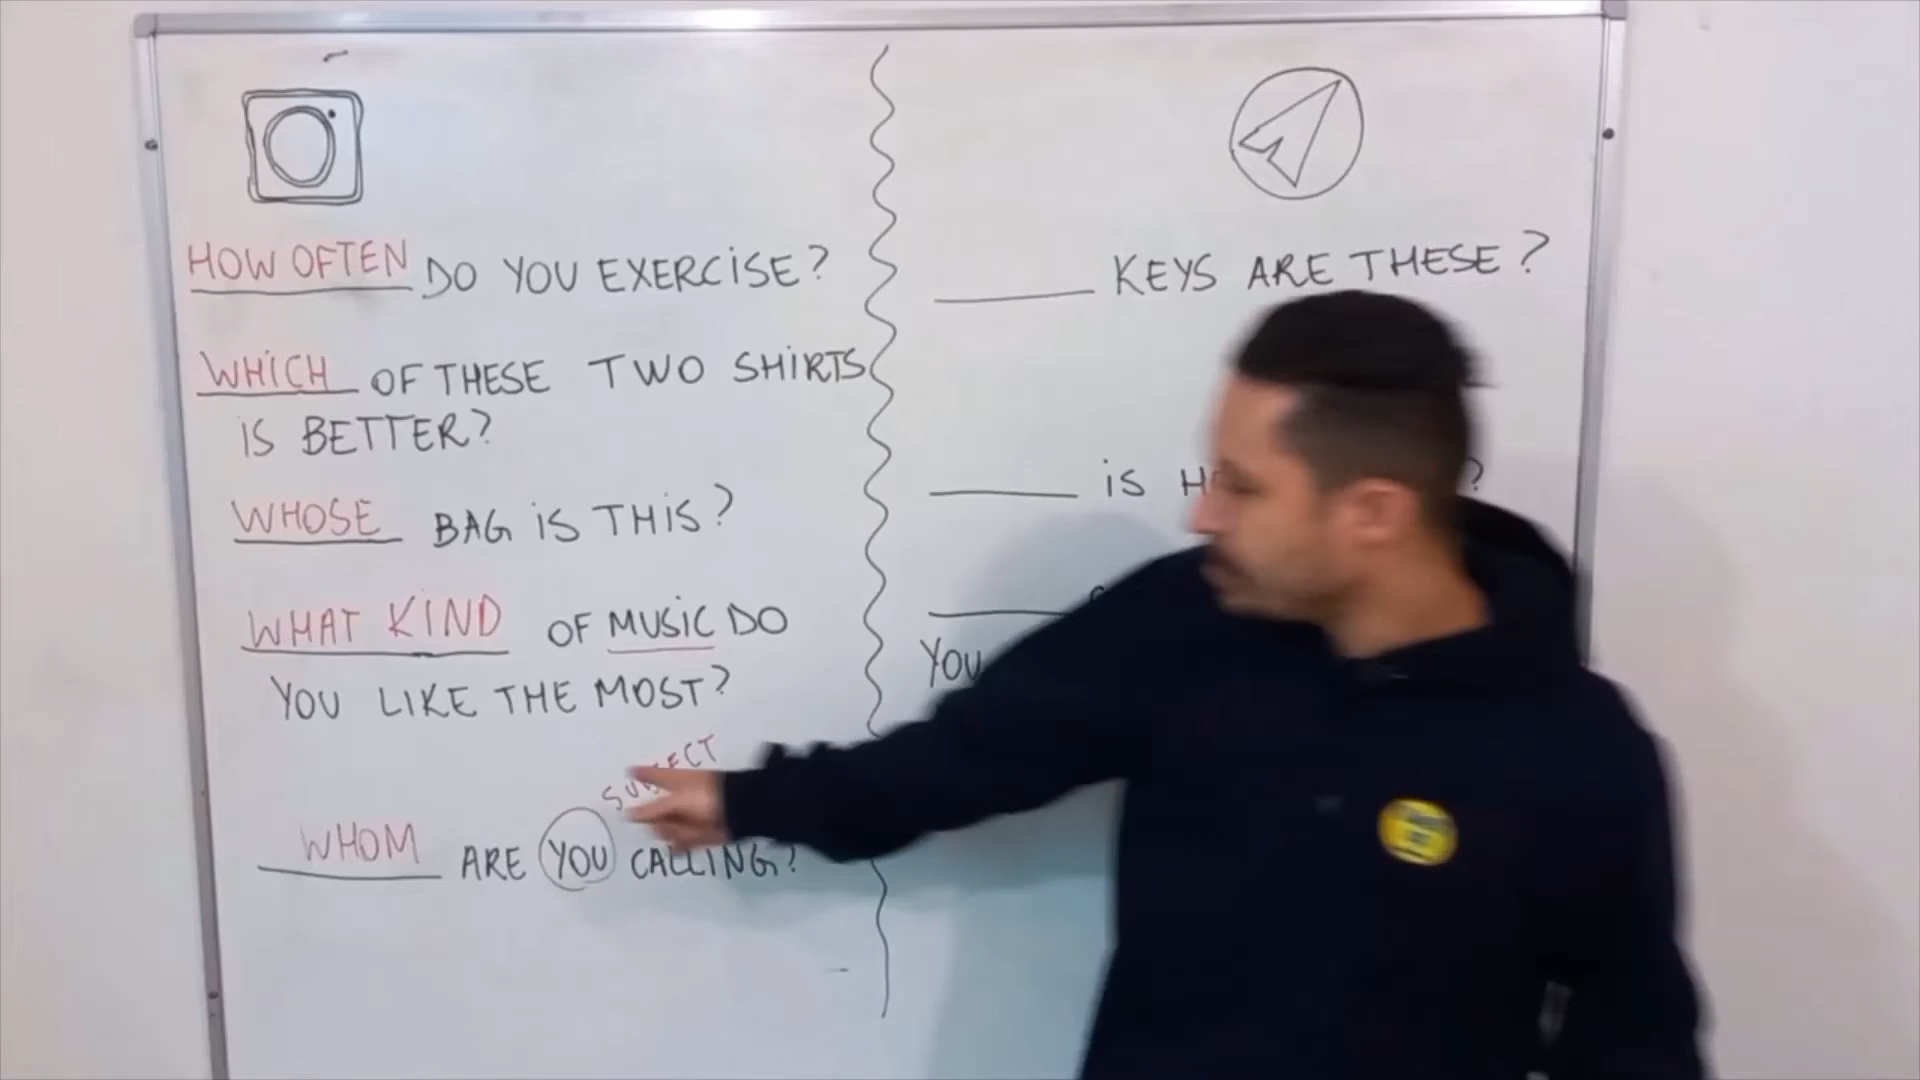 HOW OFTEN DO YOU EXERCISE?
WHICH OF THESE TWO SHIRTS
IS BETTER?
WHOSE BAG IS THIS?
WHAT KIND OF MUSIC DO
YOU LIKE THE MOST?
SUBJECT
WHOM ARE YOU CALLING?
KEYS ARE THESE?
IS
YOU